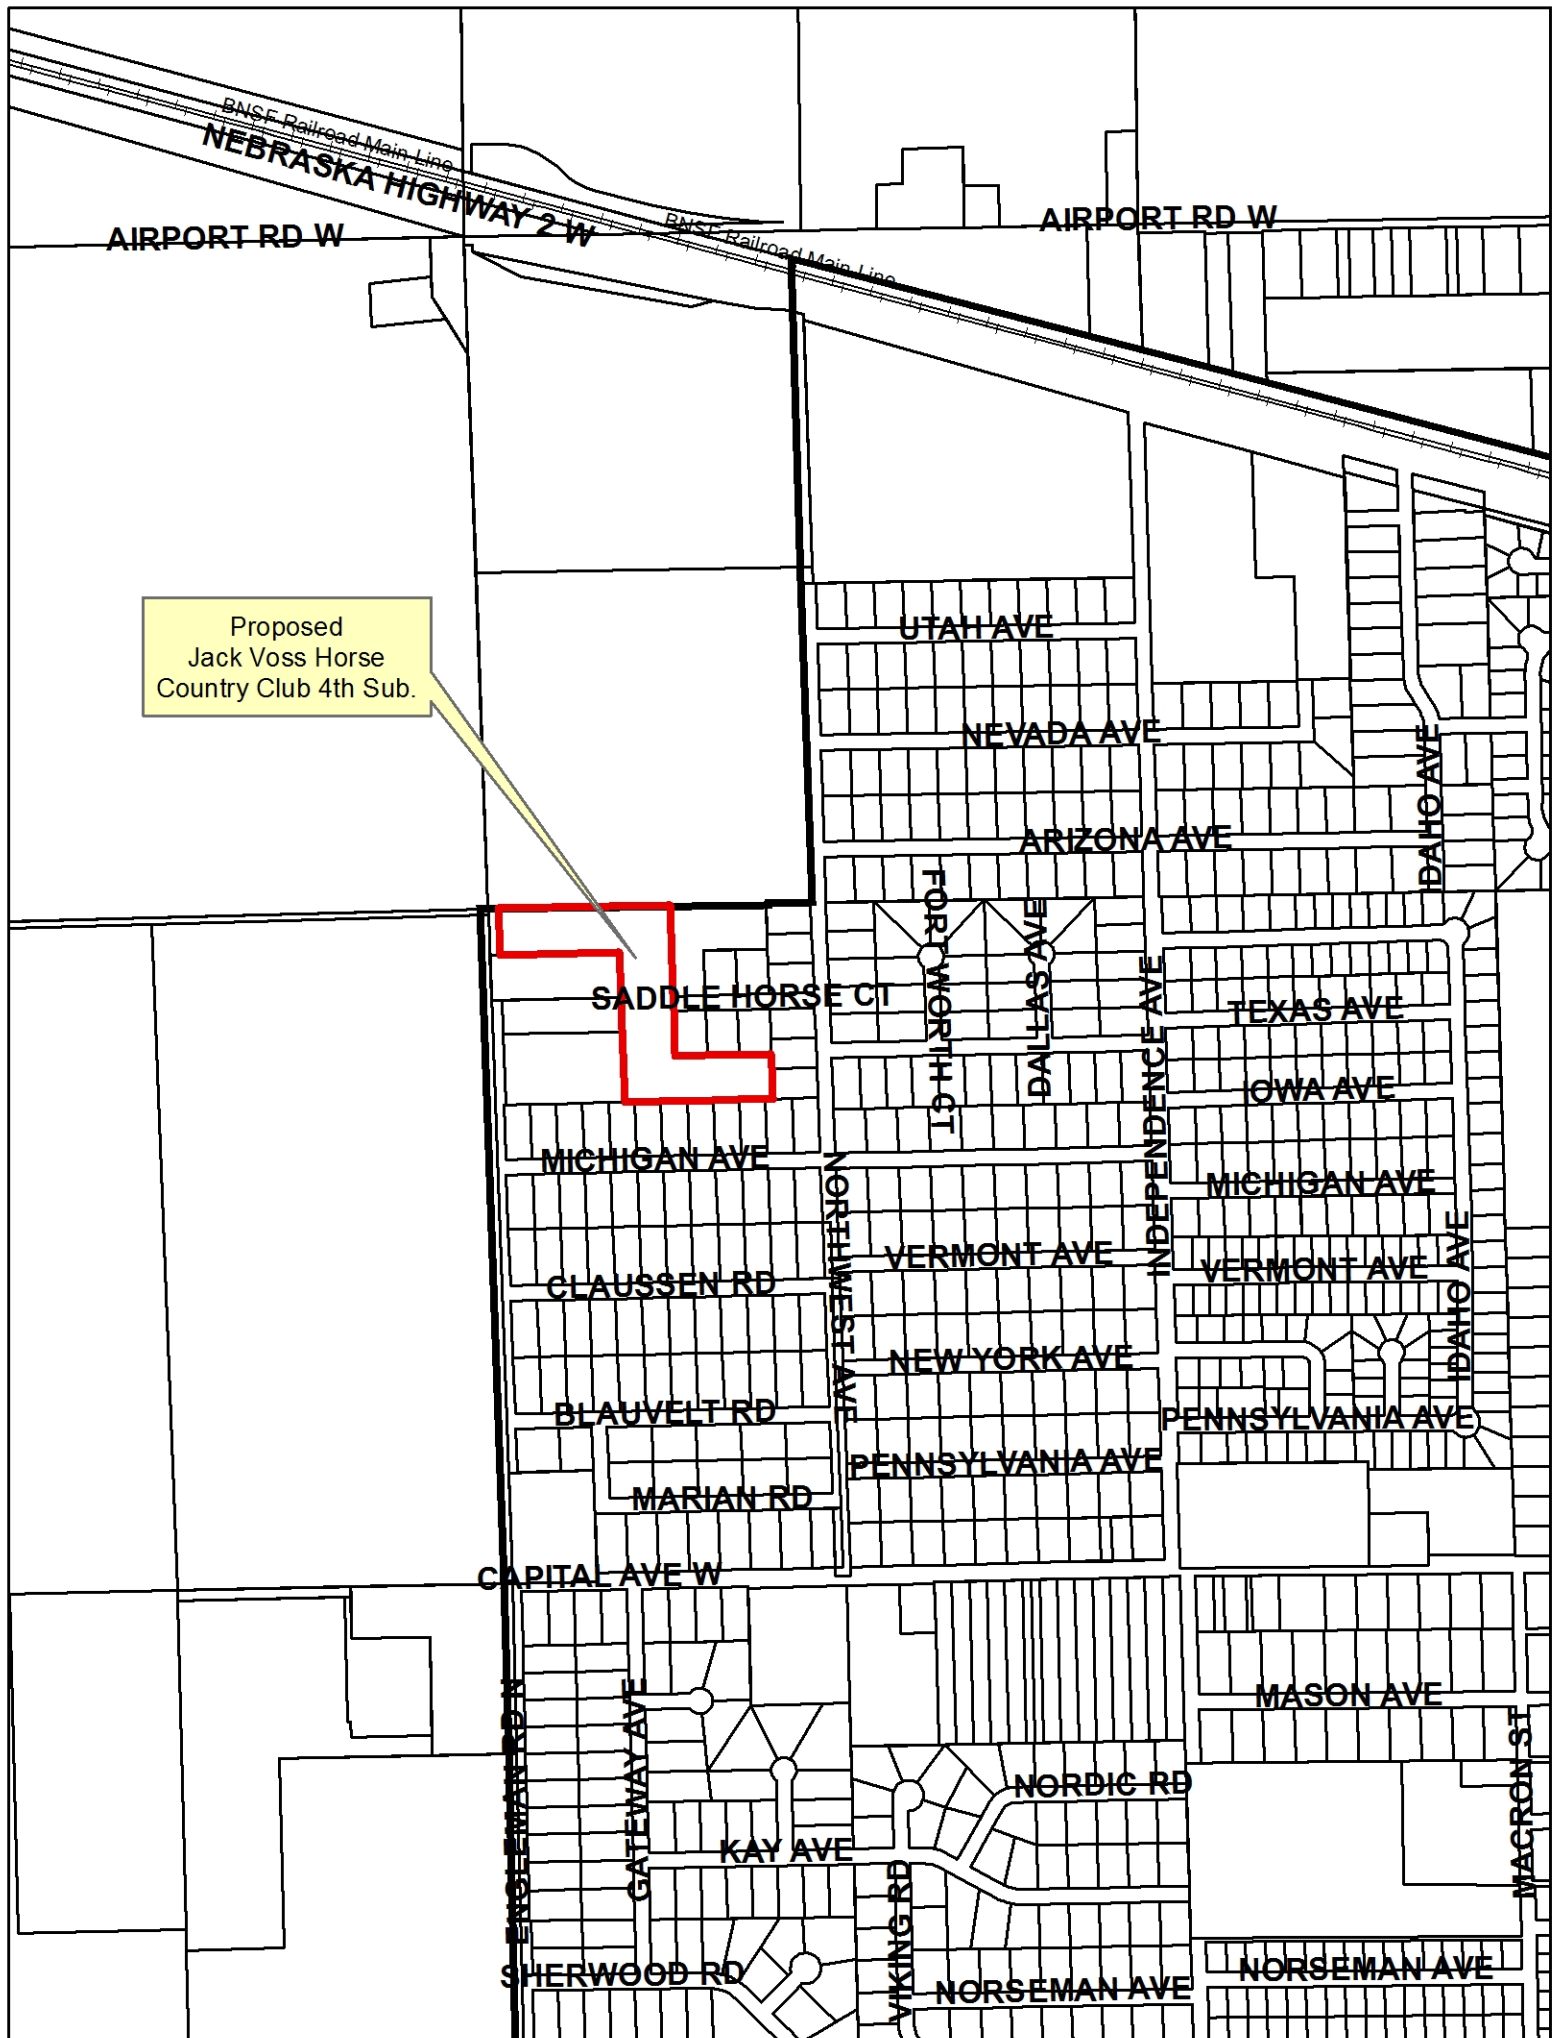 BNSF Railroad Main Line
NEBRASKA HIGHWAY 2 W
BNSF Railroad Main Line
AIRPORT RD W
AIRPORT RD W
Proposed
Jack Voss Horse
Country Club 4th Sub.
UTAH AVE
NEVADA AVE
IDAHO AVE
ARIZONA AVE
FORT WORTH CT
DALLAS AVE
SADDLE HORSE CT
INDEPENDENCE AVE
TEXAS AVE
IOWA AVE
MICHIGAN AVE
NORTHWEST AVE
MICHIGAN AVE
IDAHO AVE
VERMONT AVE
VERMONT AVE
CLAUSSEN RD
NEW YORK AVE
BLAUVELT RD
PENNSYLVANIA AVE
PENNSYLVANIA AVE
MARIAN RD
CAPITAL AVE W
ENGLEMAN RD N
GATEWAY AVE
MASON AVE
MACRON ST
NORDIC RD
KAY AVE
VIKING RD
SHERWOOD RD
NORSEMAN AVE
NORSEMAN AVE